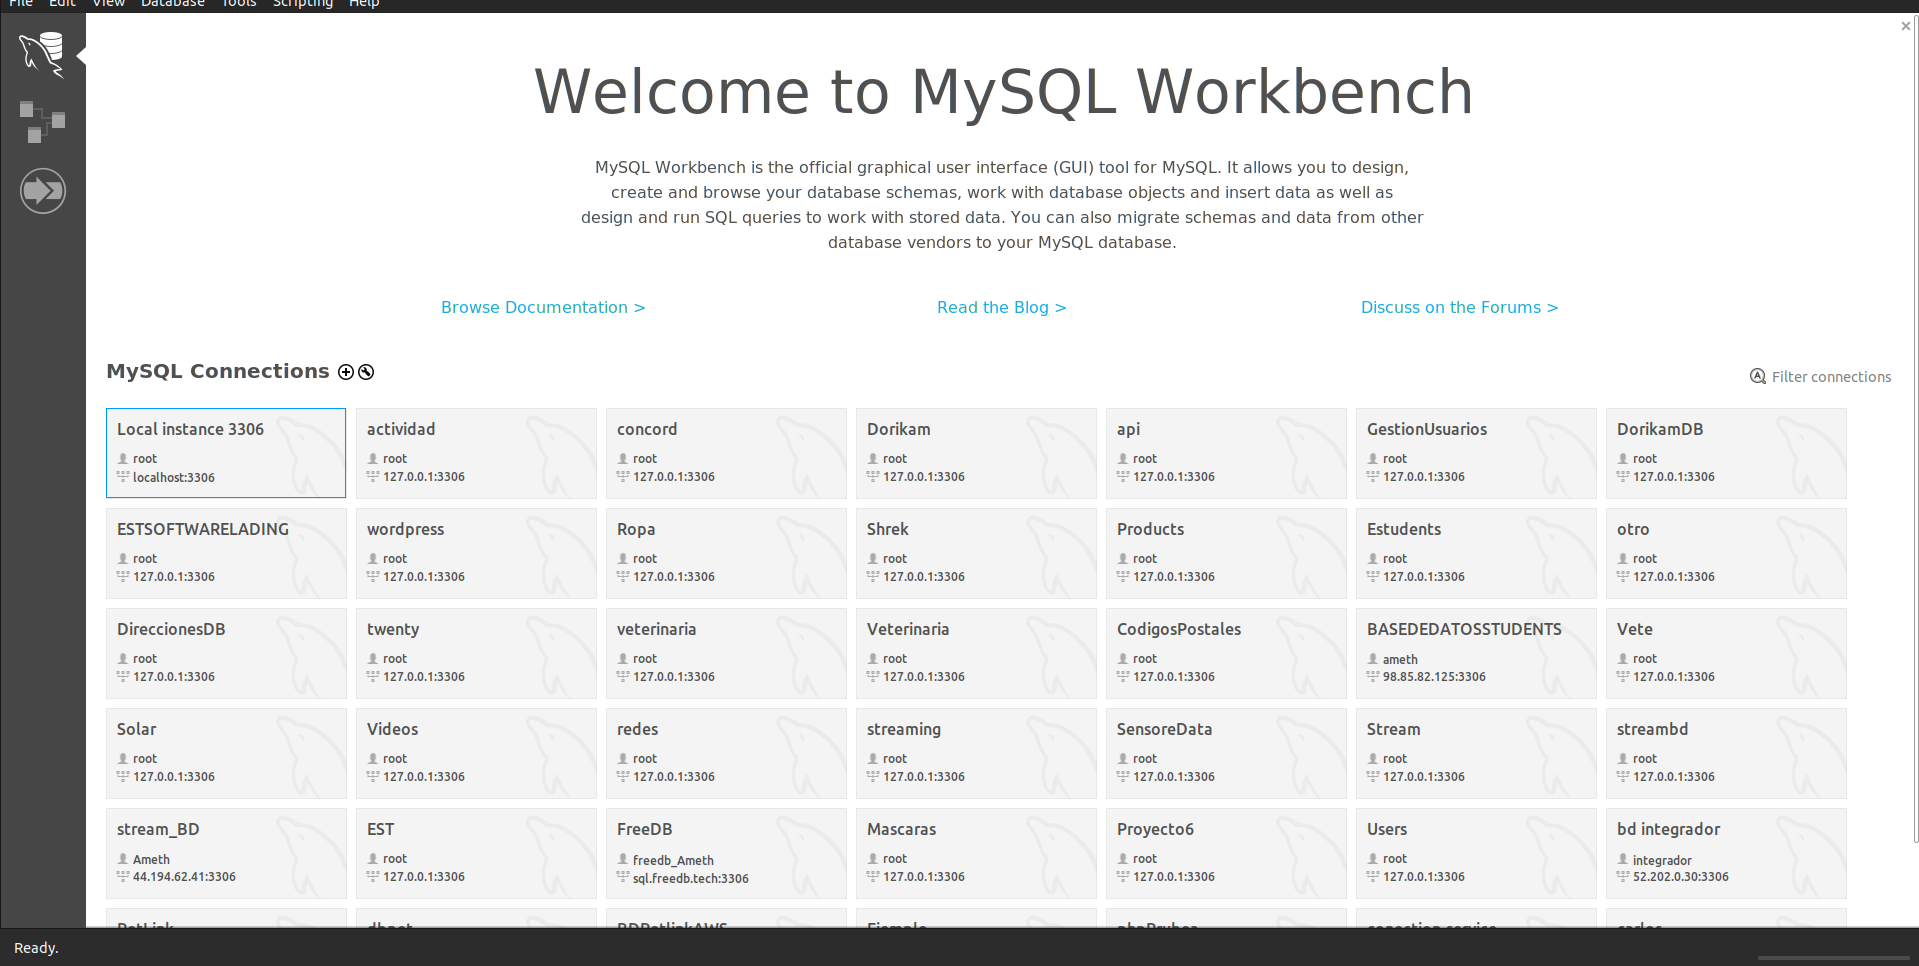 File Edit View Database Tools Scripting Help
Welcome to MySQL Workbench
MySQL Workbench is the official graphical user interface (GUI) tool for MySQL. It allows you to design,
create and browse your database schemas, work with database objects and insert data as well as
design and run SQL queries to work with stored data. You can also migrate schemas and data from other
database vendors to your MySQL database.
Browse Documentation > Read the Blog > Discuss on the Forums >
MySQL Connections
Filter connections
Local instance 3306
root
localhost:3306
actividad
root
127.0.0.1:3306
concord
root
127.0.0.1:3306
Dorikam
root
127.0.0.1:3306
api
root
127.0.0.1:3306
GestionUsuarios
root
127.0.0.1:3306
DorikamDB
root
127.0.0.1:3306
ESTSOFTWARELADING
root
127.0.0.1:3306
wordpress
root
127.0.0.1:3306
Ropa
root
127.0.0.1:3306
Shrek
root
127.0.0.1:3306
Products
root
127.0.0.1:3306
Estudents
root
127.0.0.1:3306
otro
root
127.0.0.1:3306
DireccionesDB
root
127.0.0.1:3306
twenty
root
127.0.0.1:3306
veterinaria
root
127.0.0.1:3306
Veterinaria
root
127.0.0.1:3306
CodigosPostales
root
127.0.0.1:3306
BASEDEDATOSSTUDENTS
ameth
98.85.82.125:3306
Vete
root
127.0.0.1:3306
Solar
root
127.0.0.1:3306
Videos
root
127.0.0.1:3306
redes
root
127.0.0.1:3306
streaming
root
127.0.0.1:3306
SensoreData
root
127.0.0.1:3306
Stream
root
127.0.0.1:3306
streambd
root
127.0.0.1:3306
stream_BD
Ameth
44.194.62.41:3306
EST
root
127.0.0.1:3306
FreeDB
freedb_Ameth
sql.freedb.tech:3306
Mascaras
root
127.0.0.1:3306
Proyecto6
root
127.0.0.1:3306
Users
root
127.0.0.1:3306
bd integrador
integrador
52.202.0.30:3306
Ready.